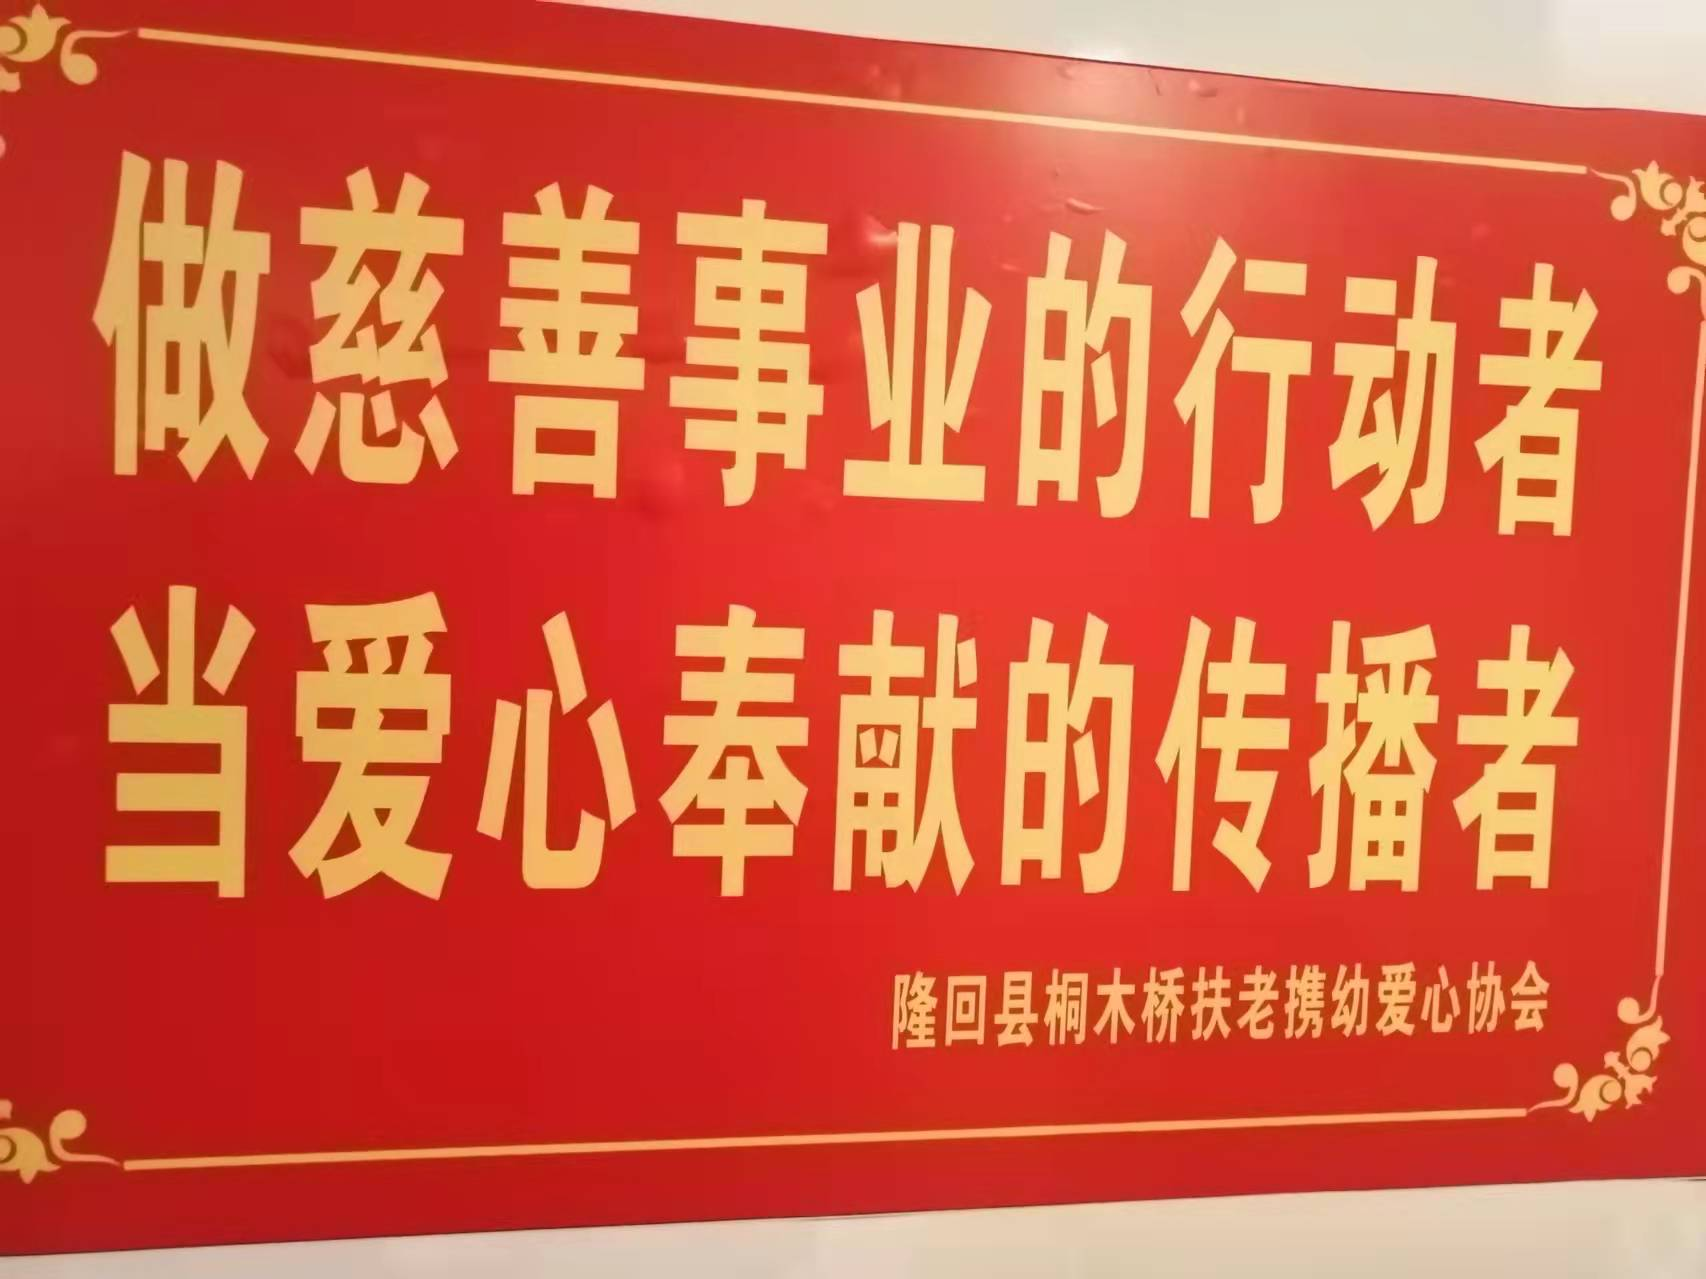 做慈善事业的行动者
当爱心奉献的传播者
隆回县桐木桥扶老携幼爱心协会